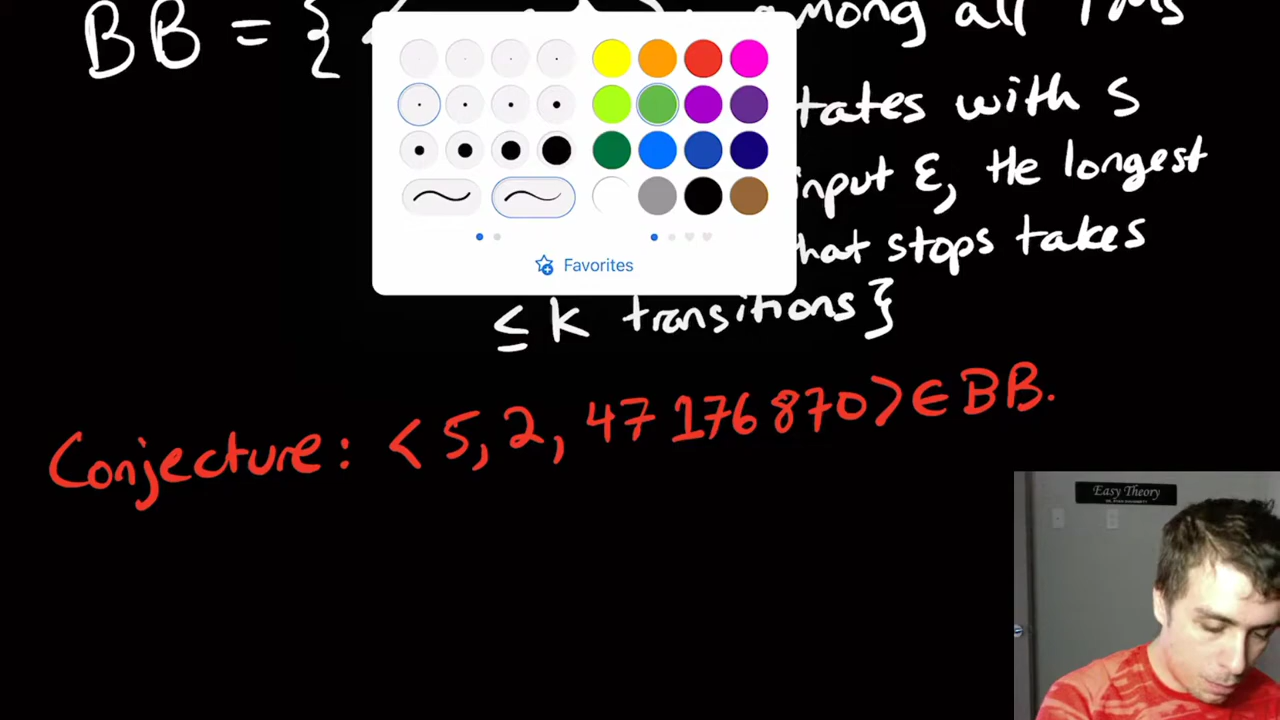 BB = { among all TMs
tates with s
input ε, the longest
hat stops takes
≤ k transitions}
Favorites
Conjecture: <5, 2, 47 176 870> ∈ BB.
Easy Theory